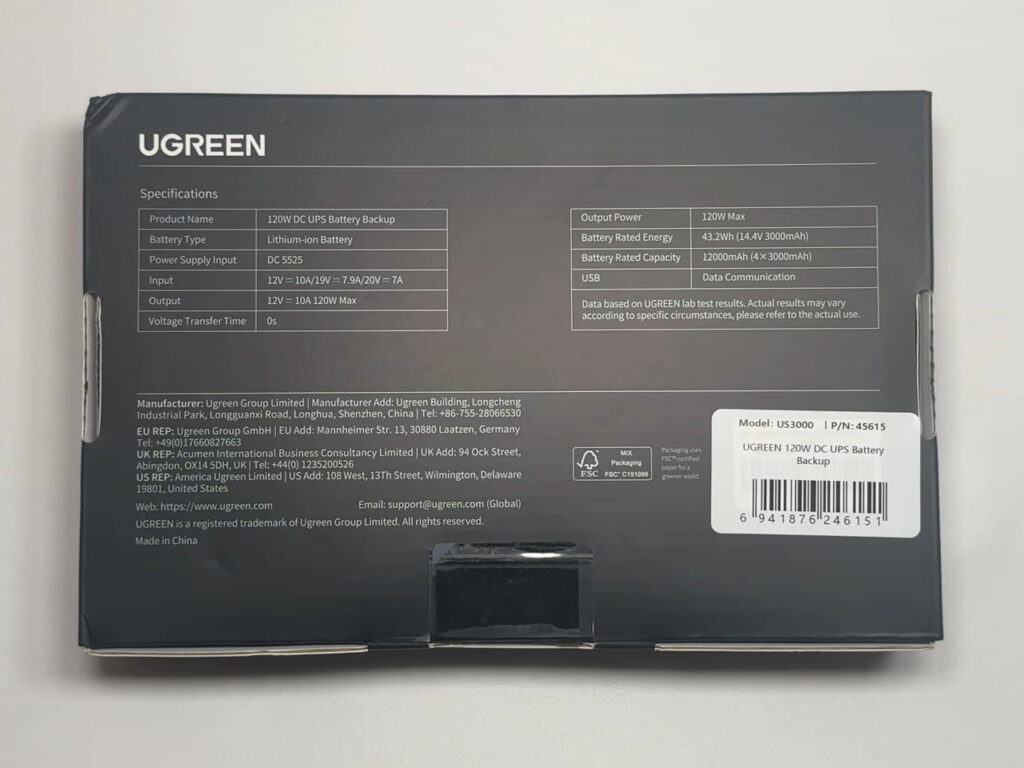 UGREEN
Specifications
Product Name 120W DC UPS Battery Backup
Battery Type Lithium-ion Battery
Power Supply Input DC 5525
Input 12V⎓10A/19V⎓7.9A/20V⎓7A
Output 12V⎓10A 120W Max
Voltage Transfer Time 0s
Output Power 120W Max
Battery Rated Energy 43.2Wh (14.4V 3000mAh)
Battery Rated Capacity 12000mAh (4×3000mAh)
USB Data Communication
Data based on UGREEN lab test results. Actual results may vary
according to specific circumstances, please refer to the actual use.
Manufacturer: Ugreen Group Limited | Manufacturer Add: Ugreen Building, Longcheng
Industrial Park, Longguanxi Road, Longhua, Shenzhen, China | Tel: +86-755-28066530
EU REP: Ugreen Group GmbH | EU Add: Mannheimer Str. 13, 30880 Laatzen, Germany
Tel: +49(0)17660827663
UK REP: Acumen International Business Consultancy Limited | UK Add: 94 Ock Street,
Abingdon, OX14 5DH, UK | Tel: +44(0) 1235200526
US REP: America Ugreen Limited | US Add: 108 West, 13Th Street, Wilmington, Delaware
19801, United States
Web: https://www.ugreen.com Email: support@ugreen.com (Global)
UGREEN is a registered trademark of Ugreen Group Limited. All rights reserved.
Made in China
FSC
MIX
Packaging
FSC™ C191098
Packaging uses
FSC™-certified
paper for a
greener world.
Model: US3000 | P/N: 45615
UGREEN 120W DC UPS Battery
Backup
6 941876 246151